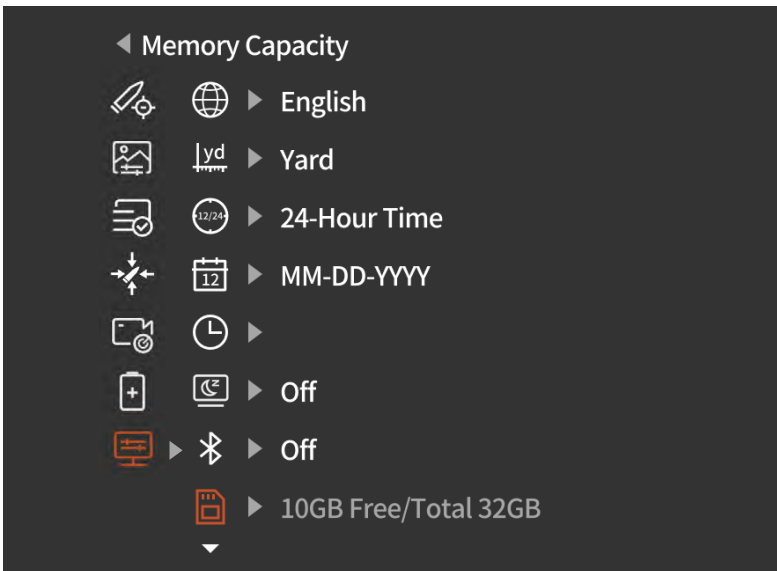 Memory Capacity
English
yd
Yard
12/24
24-Hour Time
12
MM-DD-YYYY
Off
Off
10GB Free/Total 32GB